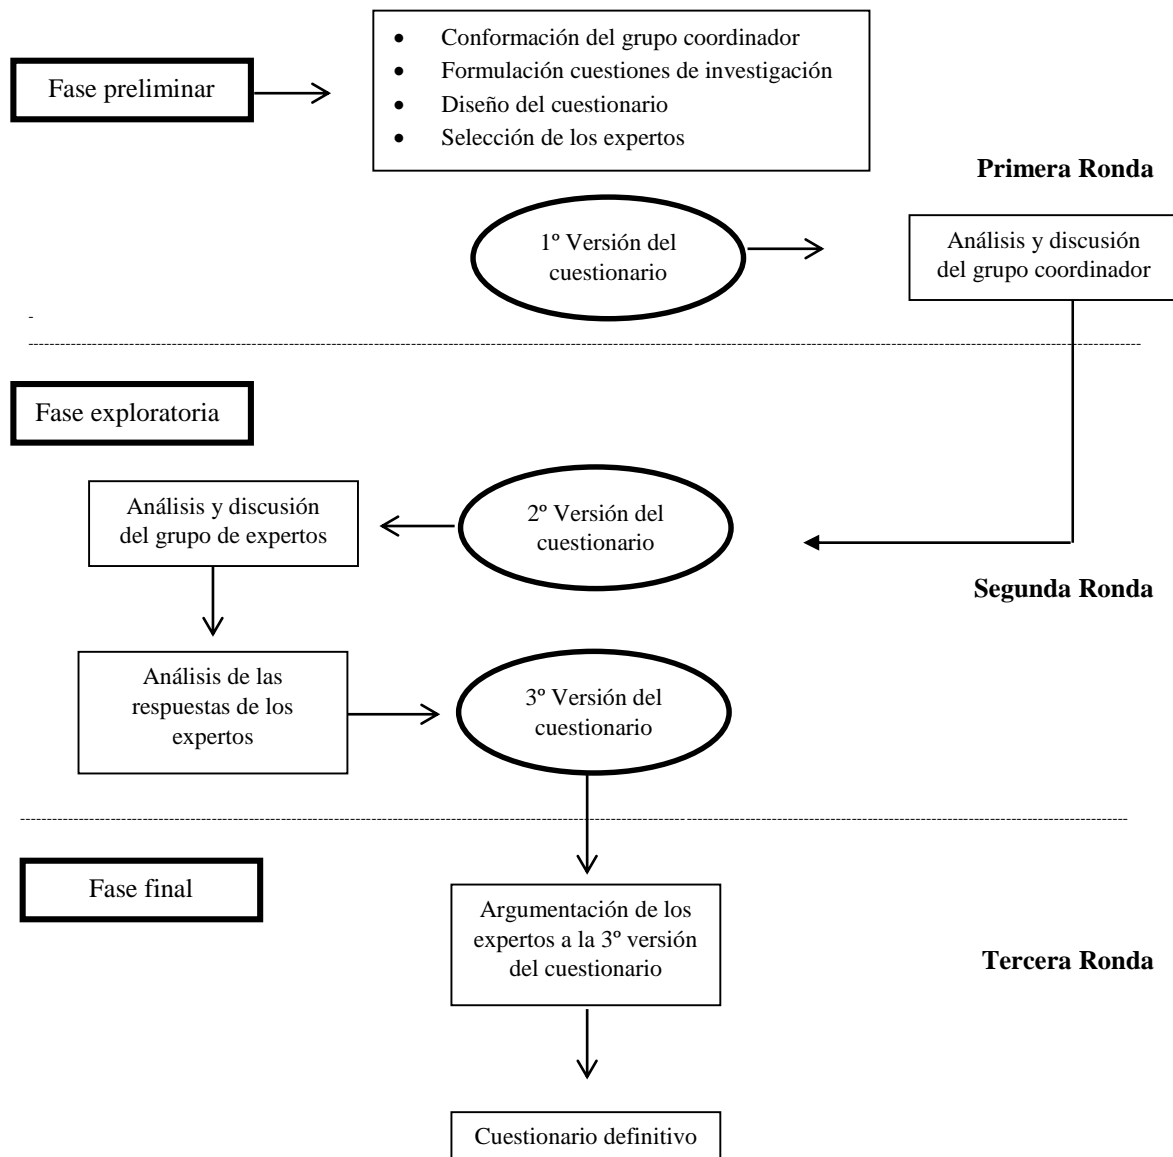 Fase preliminar
• Conformación del grupo coordinador
• Formulación cuestiones de investigación
• Diseño del cuestionario
• Selección de los expertos
Primera Ronda
1º Versión del
cuestionario
Análisis y discusión
del grupo coordinador
Fase exploratoria
2º Versión del
cuestionario
Análisis y discusión
del grupo de expertos
Segunda Ronda
Análisis de las
respuestas de los
expertos
3º Versión del
cuestionario
Fase final
Argumentación de los
expertos a la 3º versión
del cuestionario
Tercera Ronda
Cuestionario definitivo